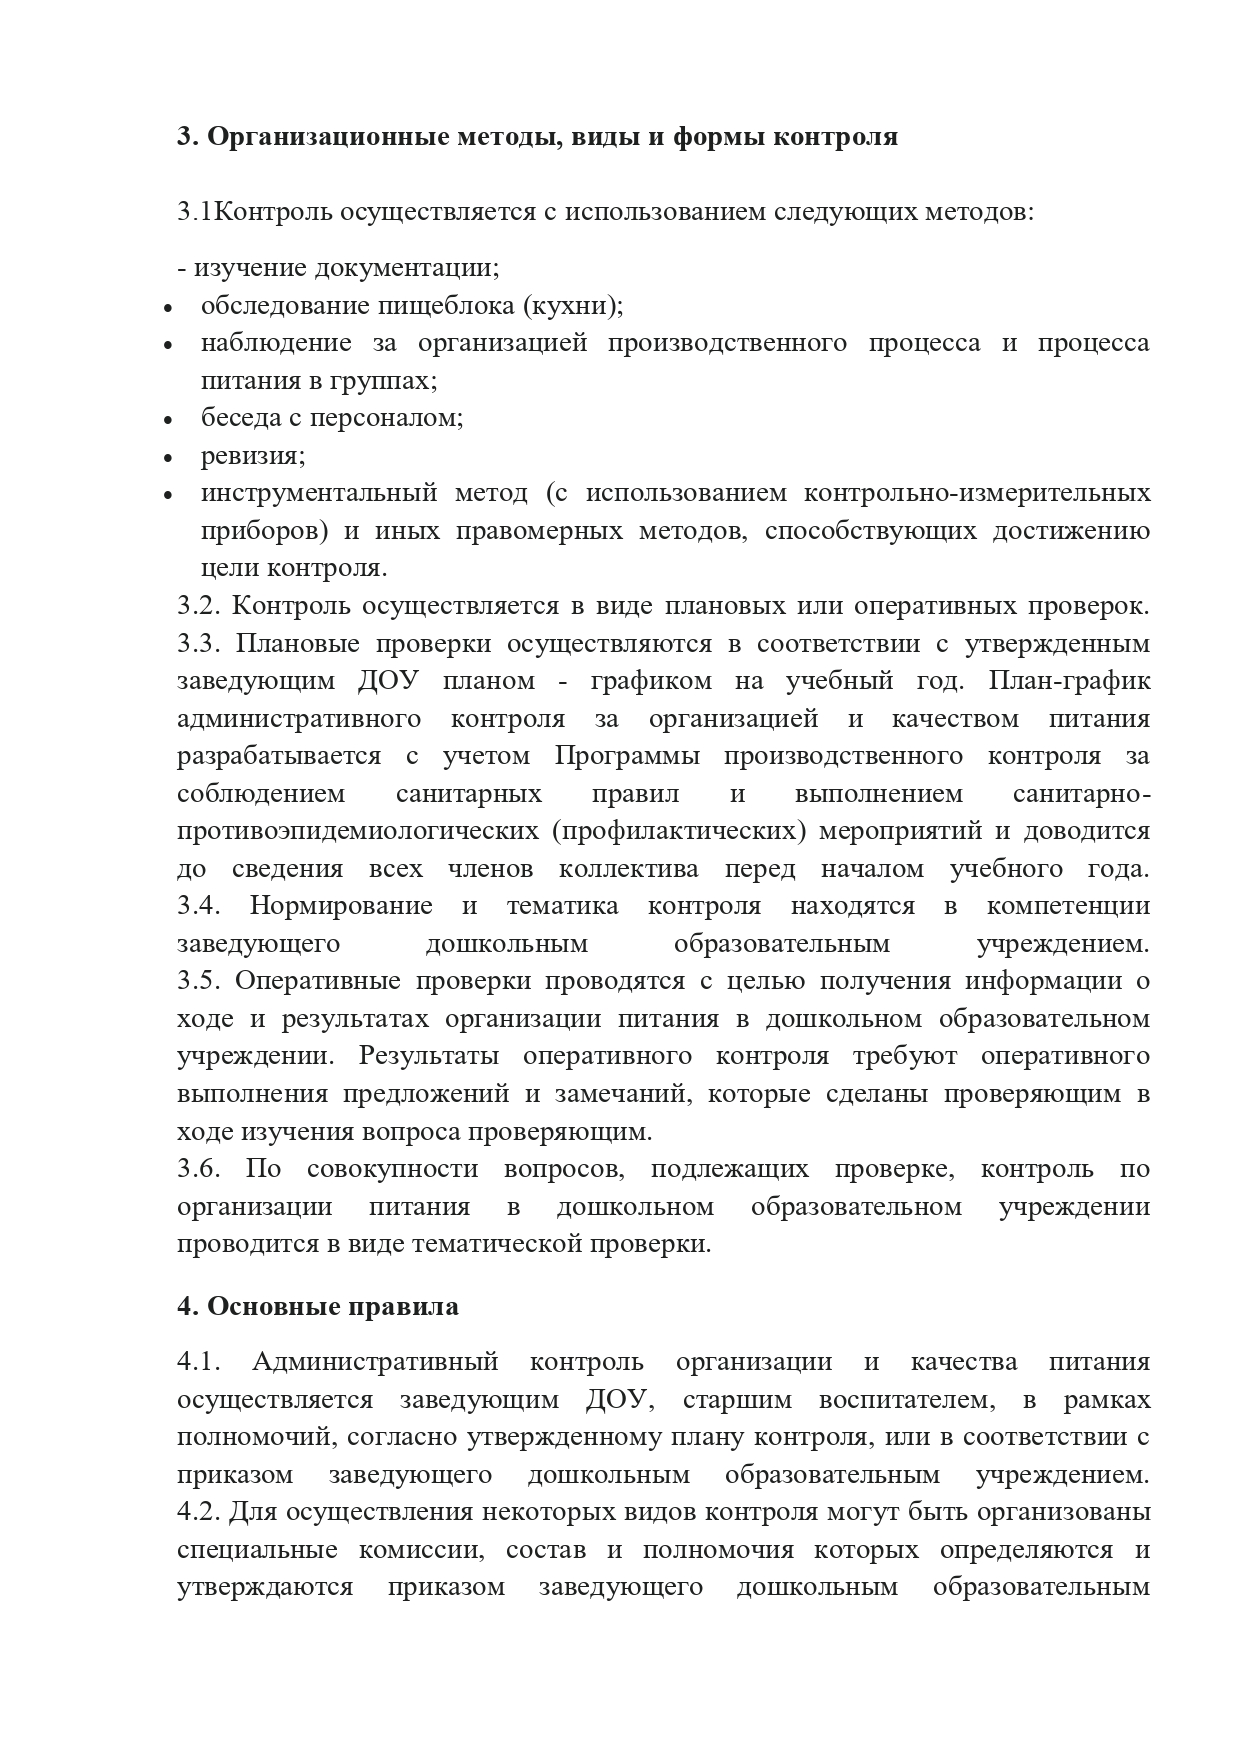 3. Организационные методы, виды и формы контроля
3.1Контроль осуществляется с использованием следующих методов:
- изучение документации;
• обследование пищеблока (кухни);
• наблюдение за организацией производственного процесса и процесса
питания в группах;
• беседа с персоналом;
• ревизия;
• инструментальный метод (с использованием контрольно-измерительных
приборов) и иных правомерных методов, способствующих достижению
цели контроля.
3.2. Контроль осуществляется в виде плановых или оперативных проверок.
3.3. Плановые проверки осуществляются в соответствии с утвержденным
заведующим ДОУ планом - графиком на учебный год. План-график
административного контроля за организацией и качеством питания
разрабатывается с учетом Программы производственного контроля за
соблюдением санитарных правил и выполнением санитарно-
противоэпидемиологических (профилактических) мероприятий и доводится
до сведения всех членов коллектива перед началом учебного года.
3.4. Нормирование и тематика контроля находятся в компетенции
заведующего дошкольным образовательным учреждением.
3.5. Оперативные проверки проводятся с целью получения информации о
ходе и результатах организации питания в дошкольном образовательном
учреждении. Результаты оперативного контроля требуют оперативного
выполнения предложений и замечаний, которые сделаны проверяющим в
ходе изучения вопроса проверяющим.
3.6. По совокупности вопросов, подлежащих проверке, контроль по
организации питания в дошкольном образовательном учреждении
проводится в виде тематической проверки.
4. Основные правила
4.1. Административный контроль организации и качества питания
осуществляется заведующим ДОУ, старшим воспитателем, в рамках
полномочий, согласно утвержденному плану контроля, или в соответствии с
приказом заведующего дошкольным образовательным учреждением.
4.2. Для осуществления некоторых видов контроля могут быть организованы
специальные комиссии, состав и полномочия которых определяются и
утверждаются приказом заведующего дошкольным образовательным